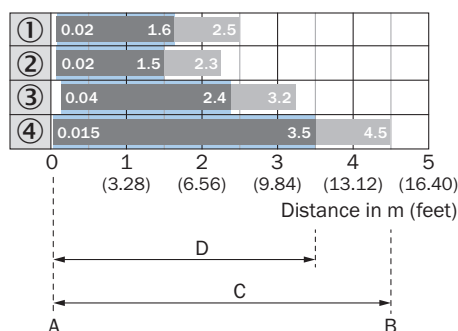 ① 0.02 1.6 2.5
② 0.02 1.5 2.3
③ 0.04 2.4 3.2
④ 0.015 3.5 4.5
0 1 2 3 4 5
(3.28) (6.56) (9.84) (13.12) (16.40)
Distance in m (feet)
D
C
A B